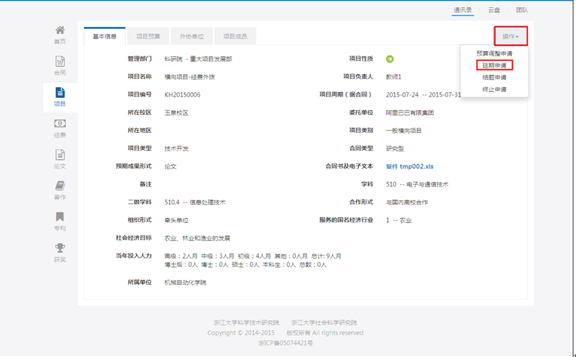 通讯录 云盘 团队
首页
合同
项目
经费
论文
著作
专利
获奖
基本信息 项目预算 外协单位 项目成员 操作
预算调整申请
延期申请
结题申请
终止申请
管理部门 科研院 - 重大项目发展部 项目性质
项目名称 横向项目-经费外拨 项目负责人 教师1
项目编号 KH20150006 项目周期（据合同） 2015-07-24 -- 2015-07-31
所在校区 玉泉校区 委托单位 阿里巴巴有限集团
所在地区 项目类别 一般横向项目
项目类型 技术开发 合同类型 研究型
预期成果形式 论文 合同书及电子文本 附件 tmp002.xls
备注 学科 510 -- 电子与通信技术
二级学科 510.4 -- 信息处理技术 合作形式 与国内高校合作
组织形式 牵头单位 服务的国名经济行业 1 -- 农业
社会经济目标 农业、林业和渔业的发展
当年投入人力 高级：2人月 中级：3人月 初级：4人月 其他：0人月 总计: 9人月
博士后：0人 博士：0人 硕士：0人 本科生：0人 总数：0人
所属单位 机械自动化学院
浙江大学科学技术研究院 浙江大学社会科学研究院
Copyright © 2014-2015 版权所有 All rights reserved
浙ICP备05074421号